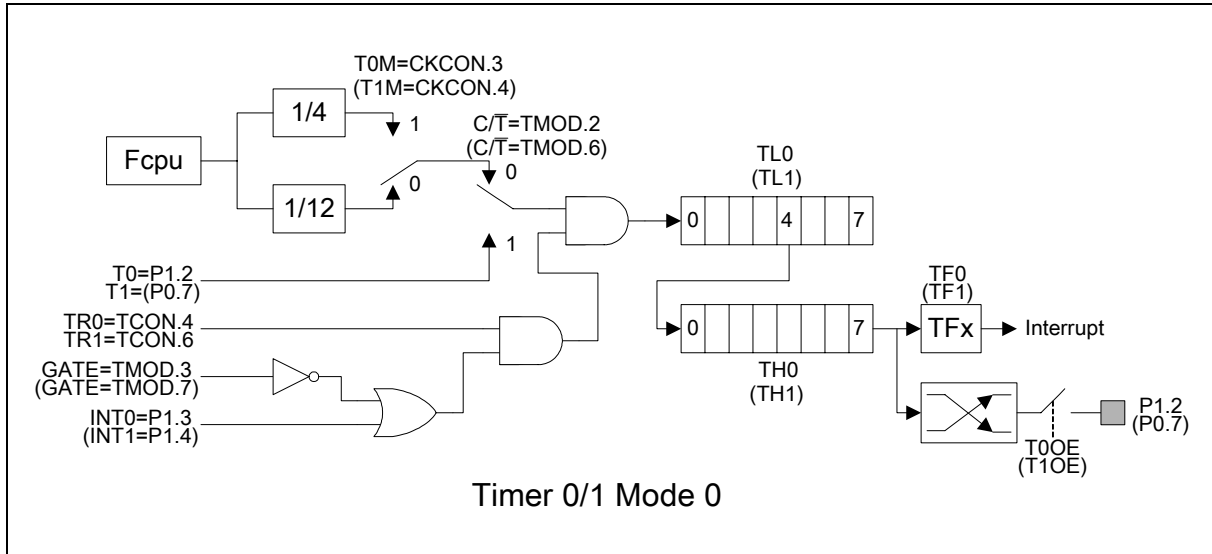 T0M=CKCON.3
(T1M=CKCON.4)
1/4
1
C/T̅=TMOD.2
(C/T̅=TMOD.6)
Fcpu
0
0
TL0
(TL1)
1/12
0
4
7
1
T0=P1.2
T1=(P0.7)
TF0
(TF1)
TR0=TCON.4
TR1=TCON.6
0
7
TFx
Interrupt
GATE=TMOD.3
(GATE=TMOD.7)
TH0
(TH1)
INT0=P1.3
(INT1=P1.4)
P1.2
(P0.7)
T0OE
(T1OE)
Timer 0/1 Mode 0